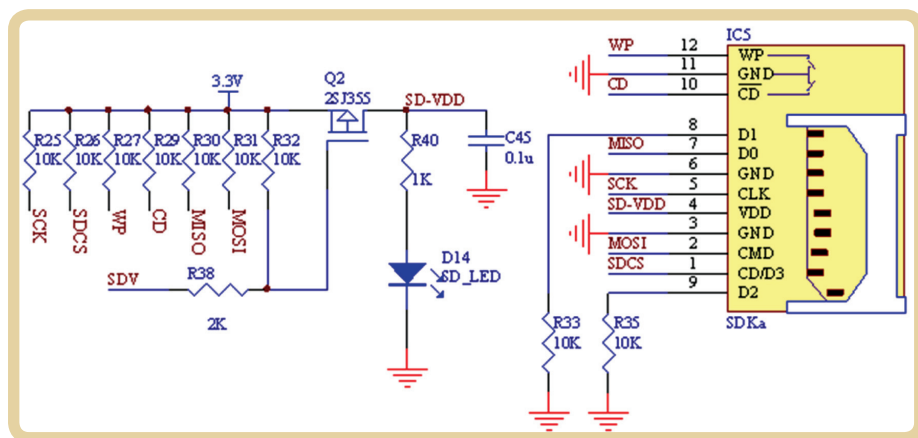 3.3V
Q2
2SJ355
SD-VDD
R25
10K
R26
10K
R27
10K
R29
10K
R30
10K
R31
10K
R32
10K
R40
1K
C45
0.1u
SCK
SDCS
WP
CD
MISO
MOSI
SDV
R38
2K
D14
SD_LED
IC5
WP 12 WP
11 GND
CD 10 CD
8 D1
MISO 7 D0
6 GND
SCK 5 CLK
SD-VDD 4 VDD
3 GND
MOSI 2 CMD
SDCS 1 CD/D3
9 D2
SDKa
R33
10K
R35
10K